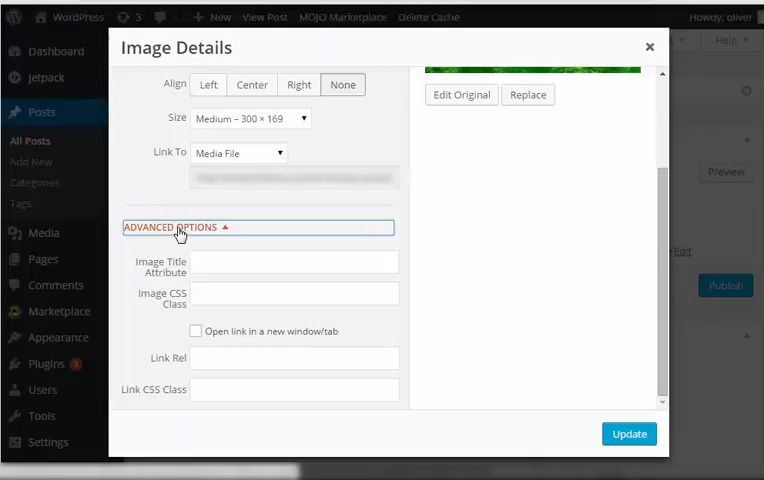 WordPress 3 New View Post MOJO Marketplace Delete Cache Howdy, oliver
Image Details
Help
Dashboard
Jetpack
Posts
All Posts
Add New
Categories
Tags
Media
Pages
Comments
Marketplace
Appearance
Plugins 3
Users
Tools
Settings
Align Left Center Right None
Size Medium – 300 × 169
Link To Media File
ADVANCED OPTIONS
Image Title
Attribute
Image CSS
Class
Open link in a new window/tab
Link Rel
Link CSS Class
Edit Original Replace
Update
Preview
Edit
Publish